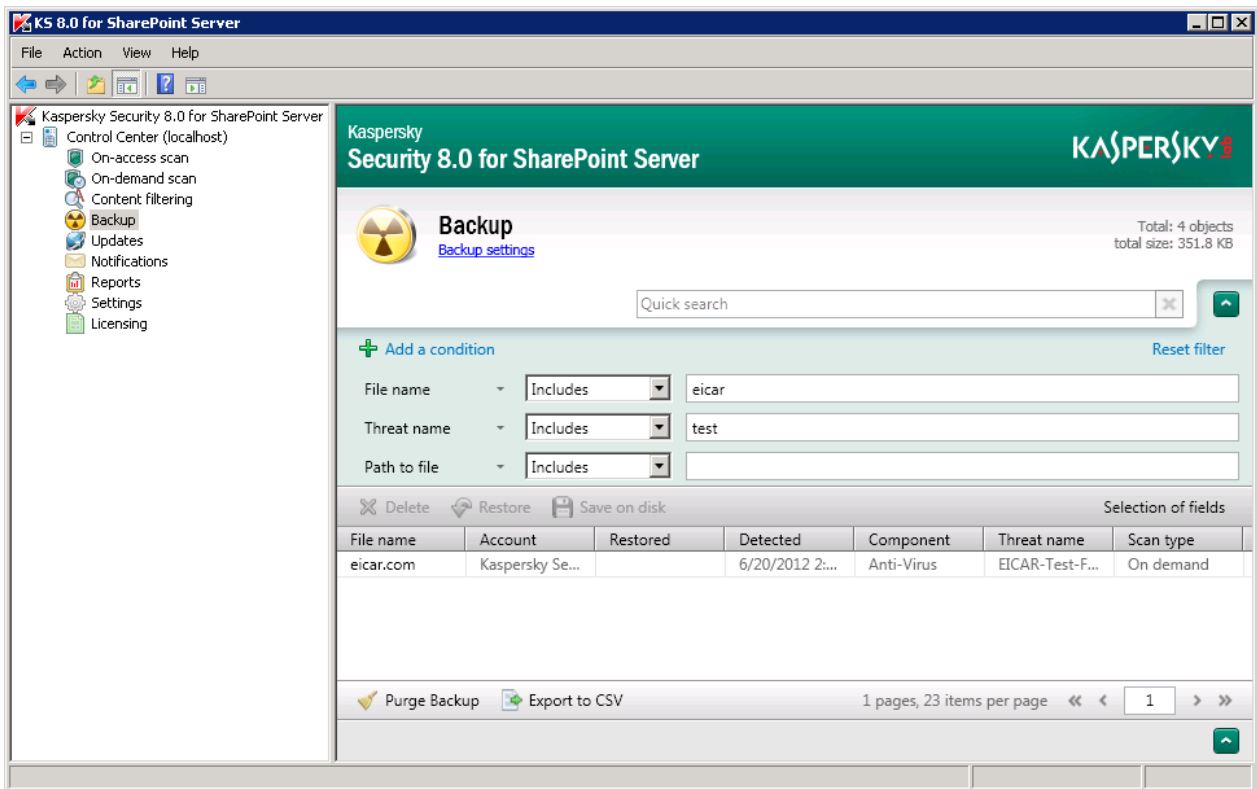 KS 8.0 for SharePoint Server
File Action View Help
Kaspersky Security 8.0 for SharePoint Server
Control Center (localhost)
On-access scan
On-demand scan
Content filtering
Backup
Updates
Notifications
Reports
Settings
Licensing
Kaspersky
Security 8.0 for SharePoint Server
KASPERSKY lab
Backup
Backup settings
Total: 4 objects
total size: 351.8 KB
Quick search
Add a condition
Reset filter
File name Includes eicar
Threat name Includes test
Path to file Includes
Delete Restore Save on disk Selection of fields
File name Account Restored Detected Component Threat name Scan type
eicar.com Kaspersky Se... 6/20/2012 2:... Anti-Virus EICAR-Test-F... On demand
Purge Backup Export to CSV 1 pages, 23 items per page « < 1 > »